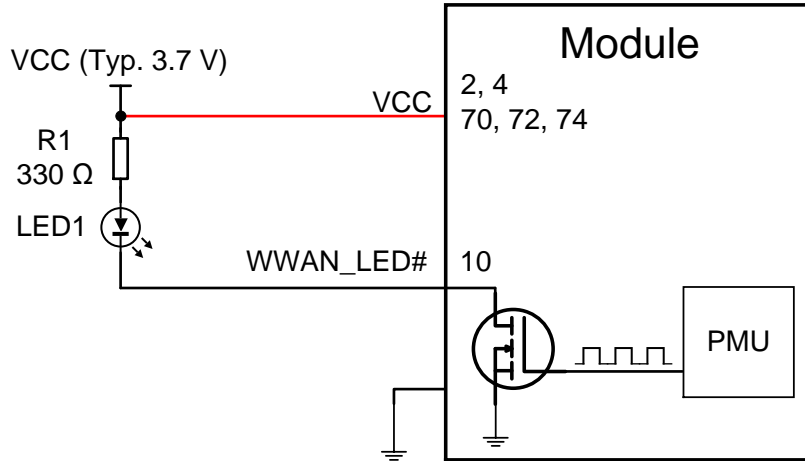 Module
VCC (Typ. 3.7 V)
2, 4
VCC
70, 72, 74
R1
330 Ω
LED1
WWAN_LED#
10
PMU